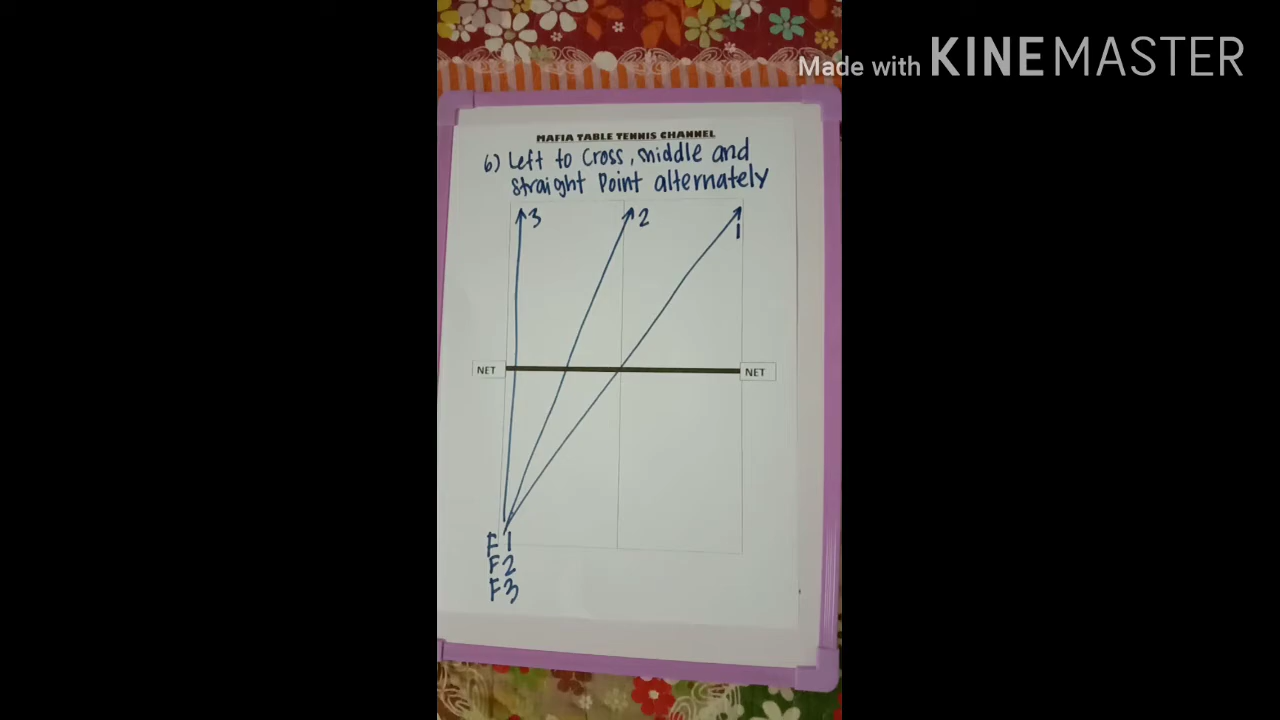 Made with KINEMASTER
MAFIA TABLE TENNIS CHANNEL
6) Left to Cross, middle and
straight Point alternately
3
2
1
NET
NET
F1
F2
F3